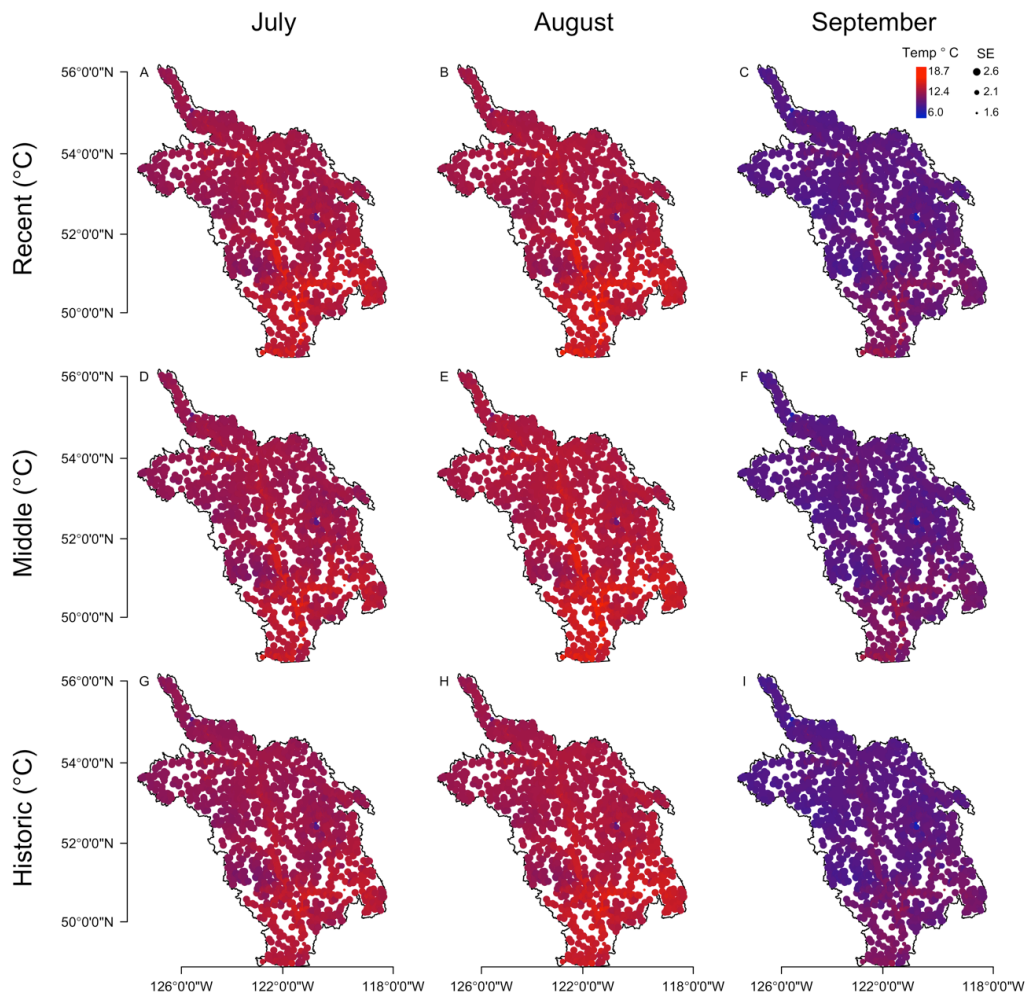 July August September
Temp ° C SE
18.7 2.6
12.4 2.1
6.0 1.6
Recent (°C)
A B C
56°0'0"N
54°0'0"N
52°0'0"N
50°0'0"N
Middle (°C)
D E F
56°0'0"N
54°0'0"N
52°0'0"N
50°0'0"N
Historic (°C)
G H I
56°0'0"N
54°0'0"N
52°0'0"N
50°0'0"N
126°0'0"W 122°0'0"W 118°0'0"W 126°0'0"W 122°0'0"W 118°0'0"W 126°0'0"W 122°0'0"W 118°0'0"W